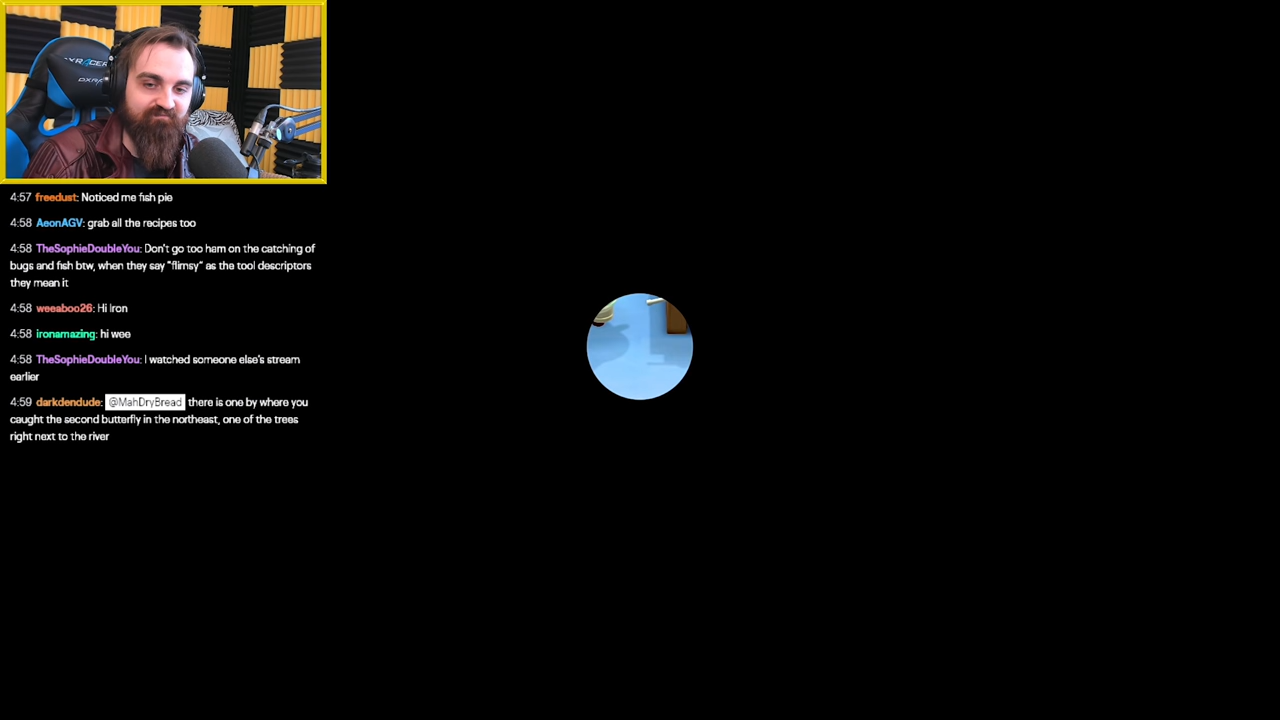 DXRACER
DXRA
4:57 freedust: Noticed me fish pie
4:58 AeonAGV: grab all the recipes too
4:58 TheSophieDoubleYou: Don't go too ham on the catching of
bugs and fish btw, when they say "flimsy" as the tool descriptors
they mean it
4:58 weeaboo26: Hi Iron
4:58 ironamazing: hi wee
4:58 TheSophieDoubleYou: I watched someone else's stream
earlier
4:59 darkdendude: @MahDryBread there is one by where you
caught the second butterfly in the northeast, one of the trees
right next to the river